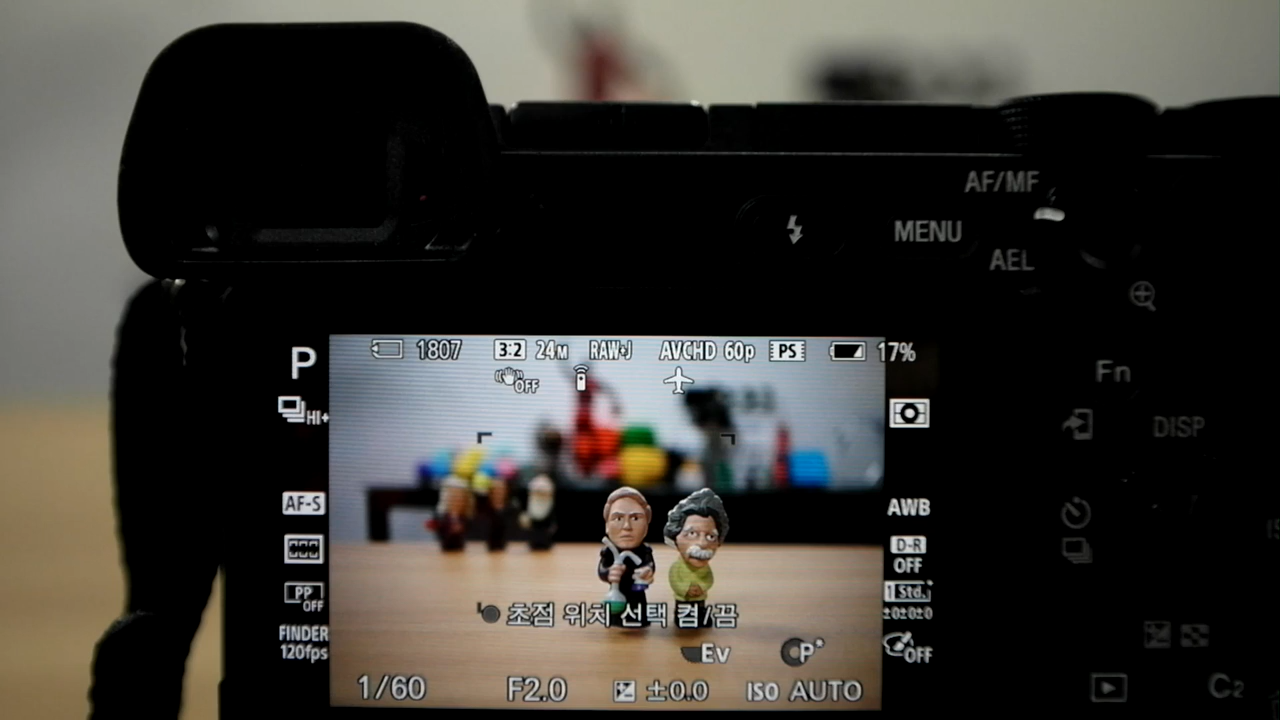 AF/MF
MENU
AEL
P 1807 3:2 24M RAW+J AVCHD 60p PS 17%
OFF
HI+
Fn
DISP
AF-S
AWB
D-R
OFF
PP
OFF
Std.
±0±0±0
초점 위치 선택 켬/끔
FINDER
120fps
Ev P*
OFF
1/60 F2.0 ±0.0 ISO AUTO
C2